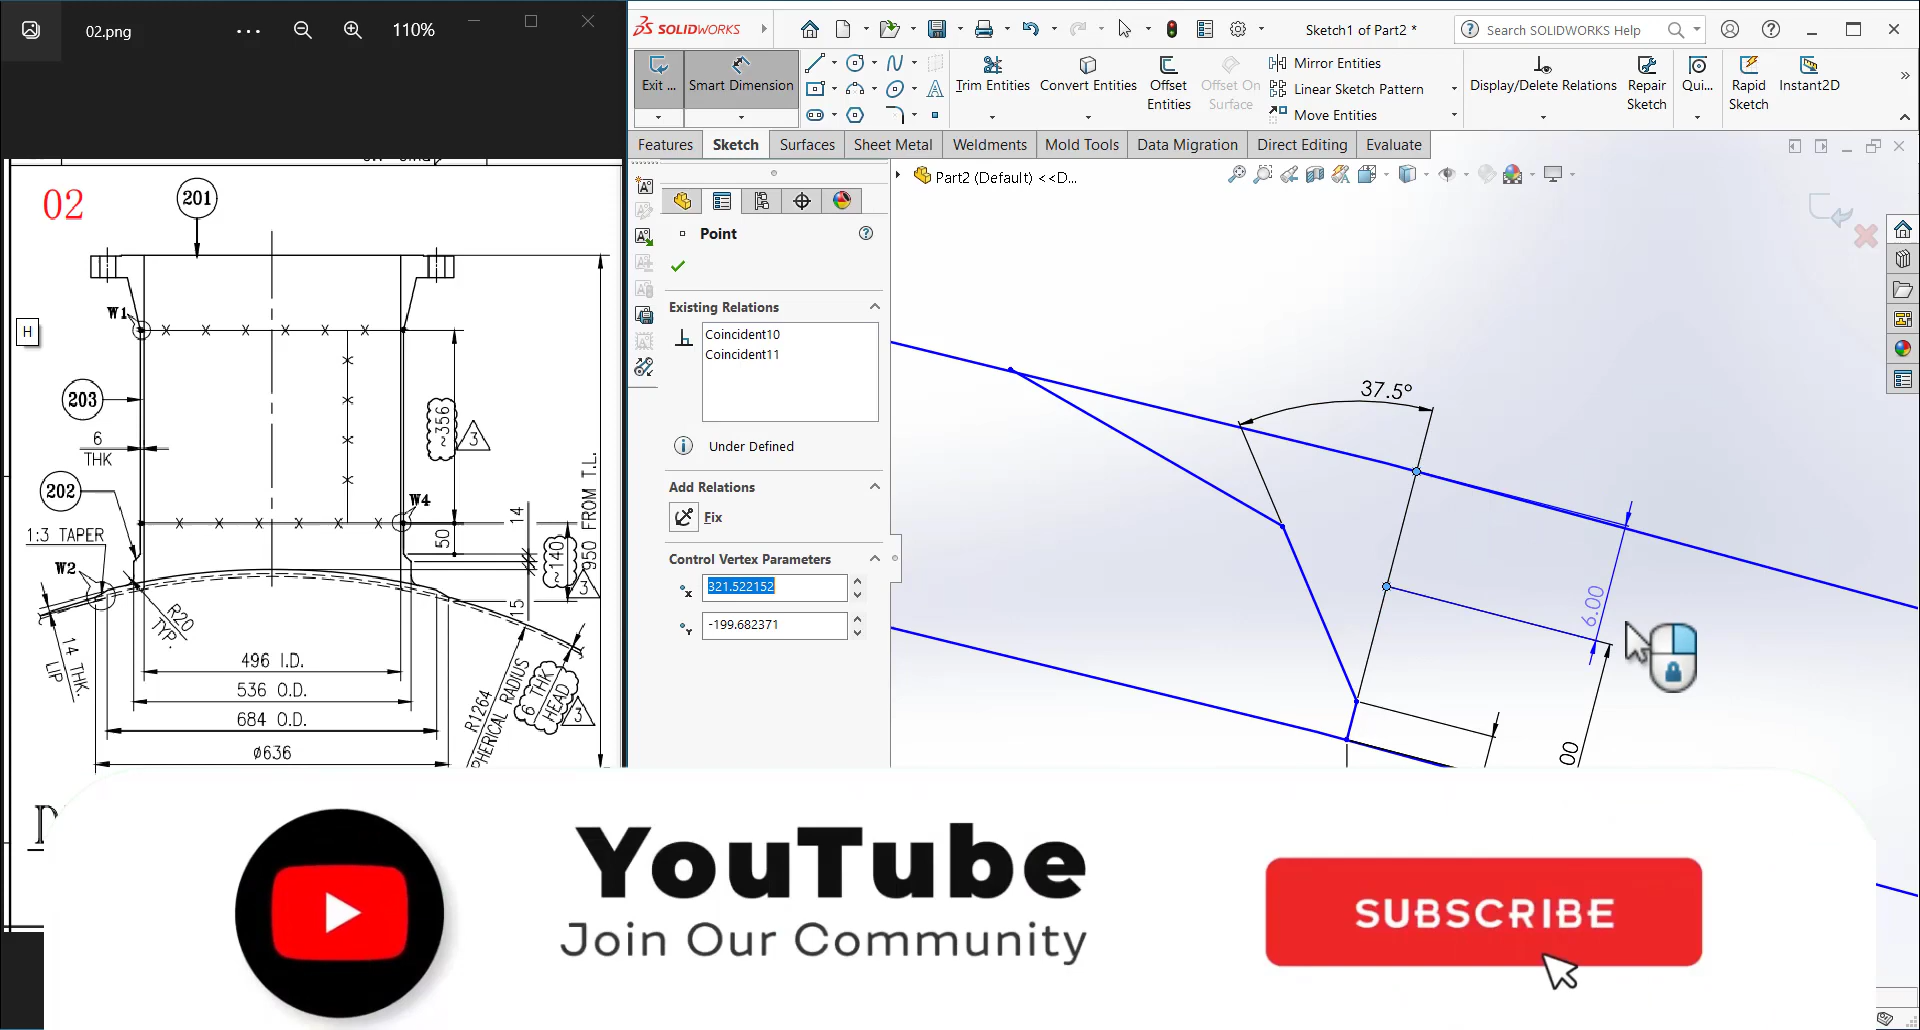 02.png
110%
SOLIDWORKS
Sketch1 of Part2 *
Search SOLIDWORKS Help
Exit ...
Smart Dimension
Trim Entities
Convert Entities
Offset Entities
Offset On Surface
Mirror Entities
Linear Sketch Pattern
Move Entities
Display/Delete Relations
Repair Sketch
Qui...
Rapid Sketch
Instant2D
Features
Sketch
Surfaces
Sheet Metal
Weldments
Mold Tools
Data Migration
Direct Editing
Evaluate
Part2 (Default) <<D...
Point
Existing Relations
Coincident10
Coincident11
Under Defined
Add Relations
Fix
Control Vertex Parameters
321.522152
-199.682371
37.5°
6.00
00
02
201
W1
H
203
6
THK
~356
3
202
W4
1:3 TAPER
W2
14
50
~140
3
950 FROM T.L.
15
R20
TYP.
14 THK.
LIP
496 I.D.
536 O.D.
684 O.D.
ø636
R1264
PHERICAL RADIUS
6 THK
HEAD
3
YouTube
Join Our Community
SUBSCRIBE